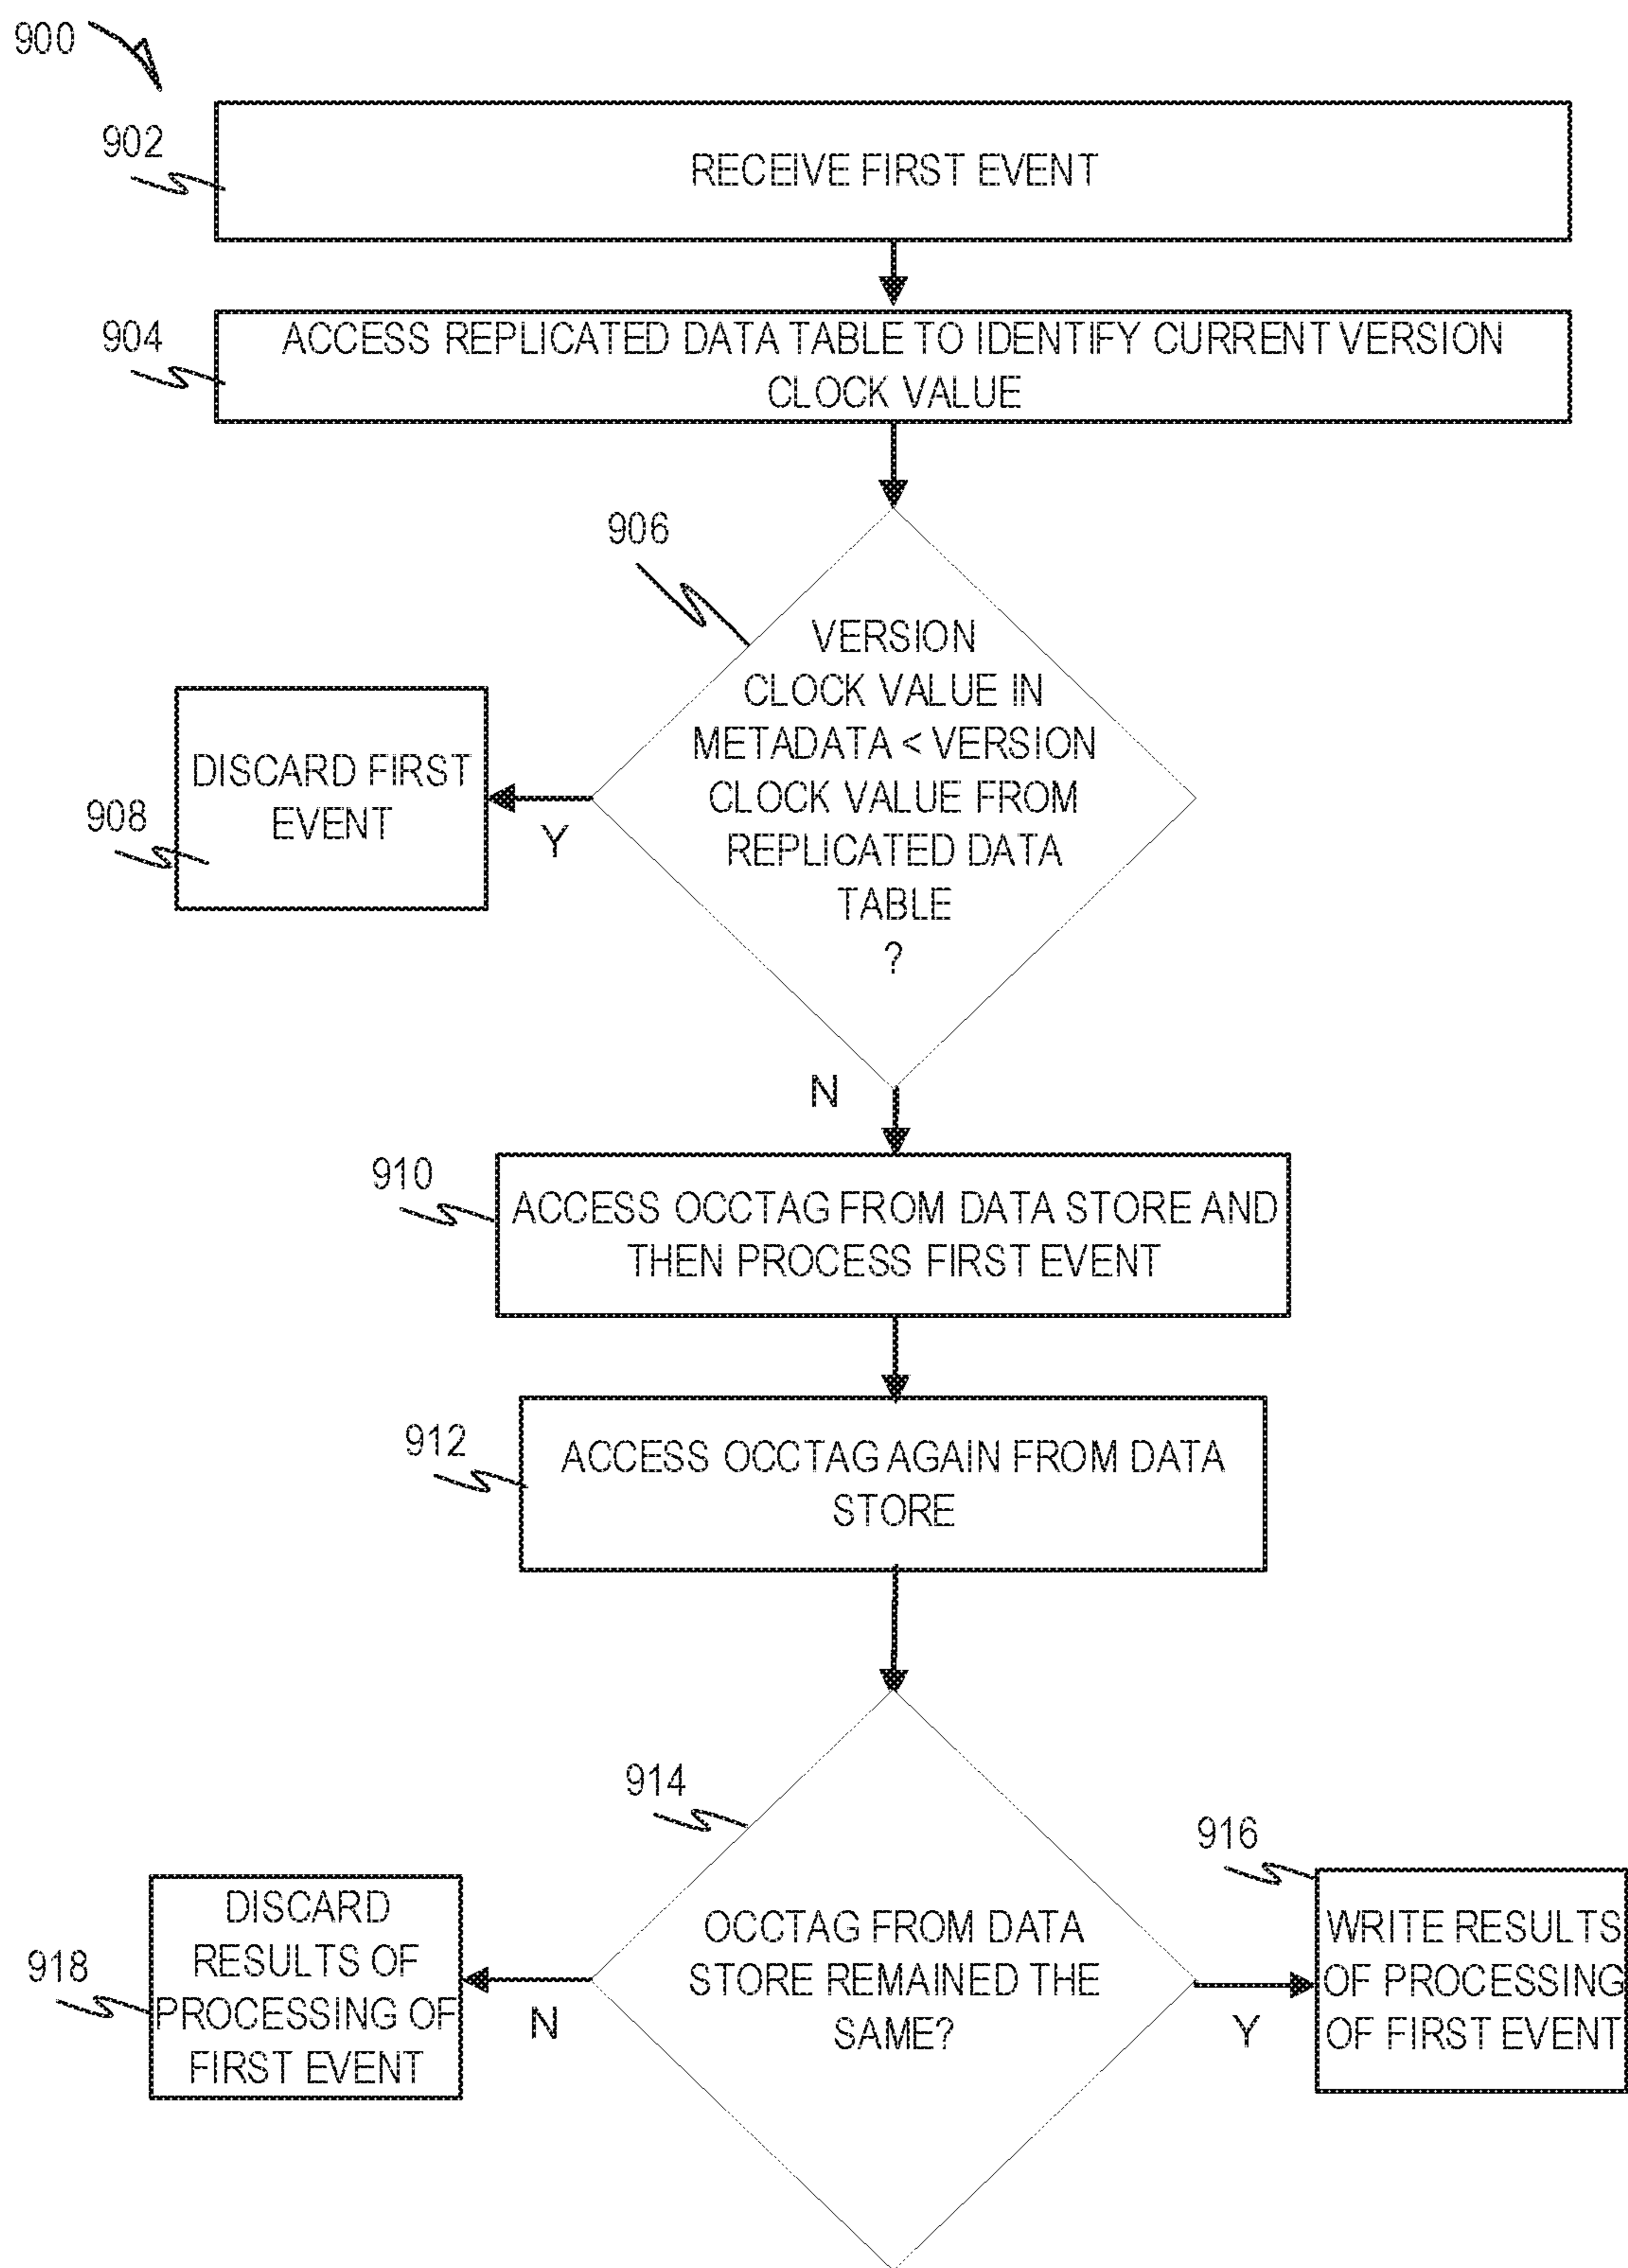 900
902
RECEIVE FIRST EVENT
904
ACCESS REPLICATED DATA TABLE TO IDENTIFY CURRENT VERSION
CLOCK VALUE
906
VERSION
CLOCK VALUE IN
METADATA < VERSION
CLOCK VALUE FROM
REPLICATED DATA
TABLE
?
908
DISCARD FIRST
EVENT
Y
N
910
ACCESS OCCTAG FROM DATA STORE AND
THEN PROCESS FIRST EVENT
912
ACCESS OCCTAG AGAIN FROM DATA
STORE
914
OCCTAG FROM DATA
STORE REMAINED THE
SAME?
916
WRITE RESULTS
OF PROCESSING
OF FIRST EVENT
Y
918
DISCARD
RESULTS OF
PROCESSING OF
FIRST EVENT
N